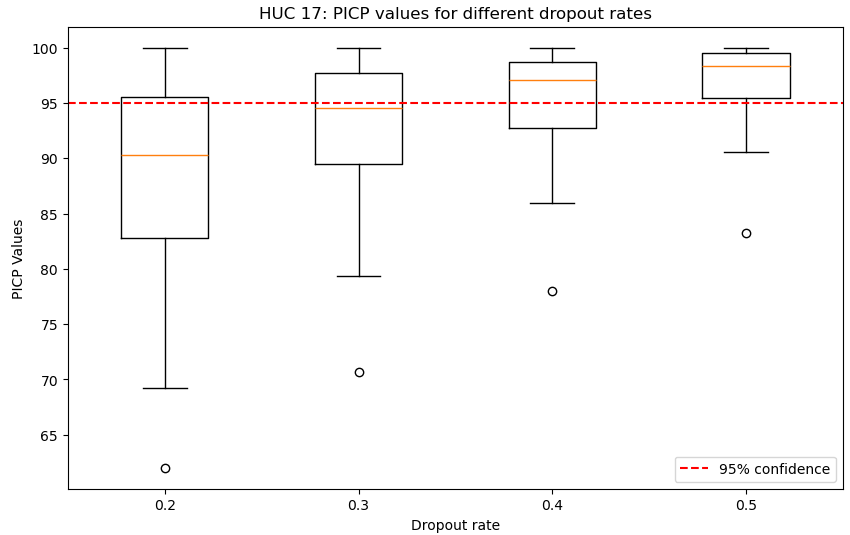 HUC 17: PICP values for different dropout rates
100
95
90
85
80
75
70
65
PICP Values
0.2 0.3 0.4 0.5
Dropout rate
95% confidence